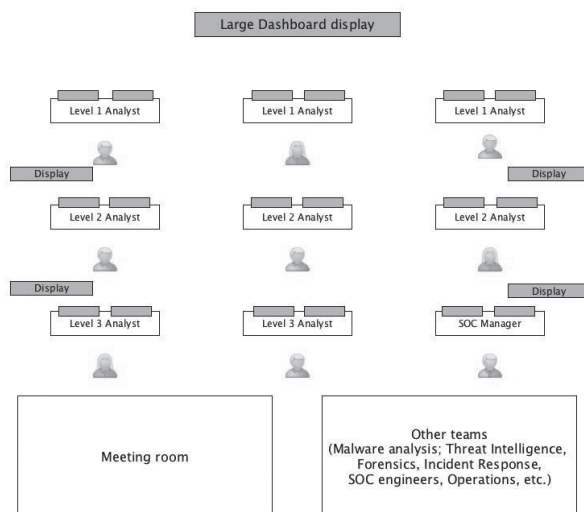 Large Dashboard display
Level 1 Analyst
Level 1 Analyst
Level 1 Analyst
Display
Display
Level 2 Analyst
Level 2 Analyst
Level 2 Analyst
Display
Display
Level 3 Analyst
Level 3 Analyst
SOC Manager
Meeting room
Other teams
(Malware analysis; Threat Intelligence,
Forensics, Incident Response,
SOC engineers, Operations, etc.)